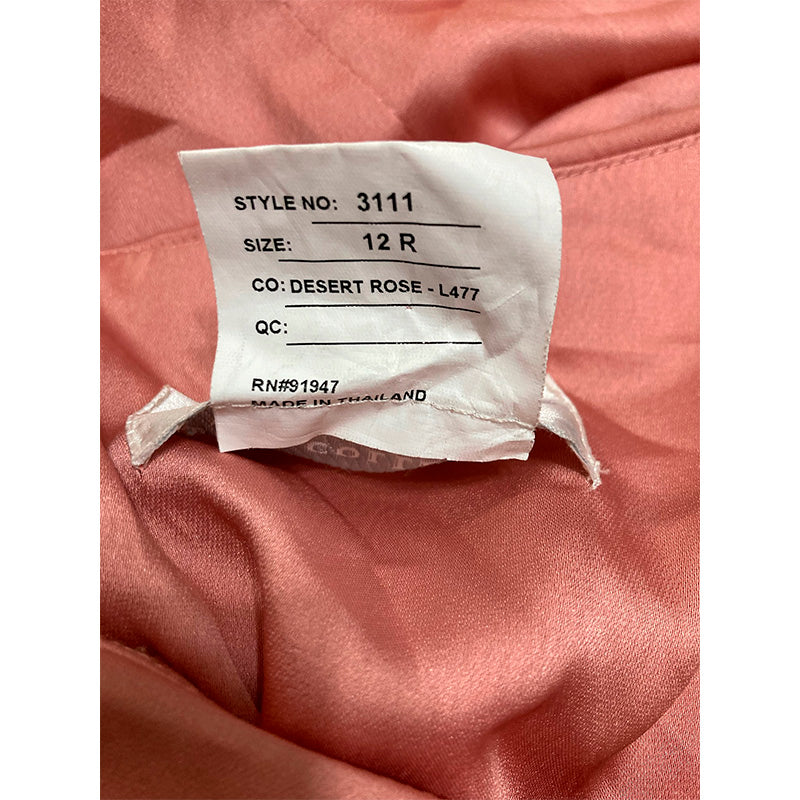 STYLE NO: 3111
SIZE: 12 R
CO: DESERT ROSE - L477
QC:
RN#91947
MADE IN THAILAND